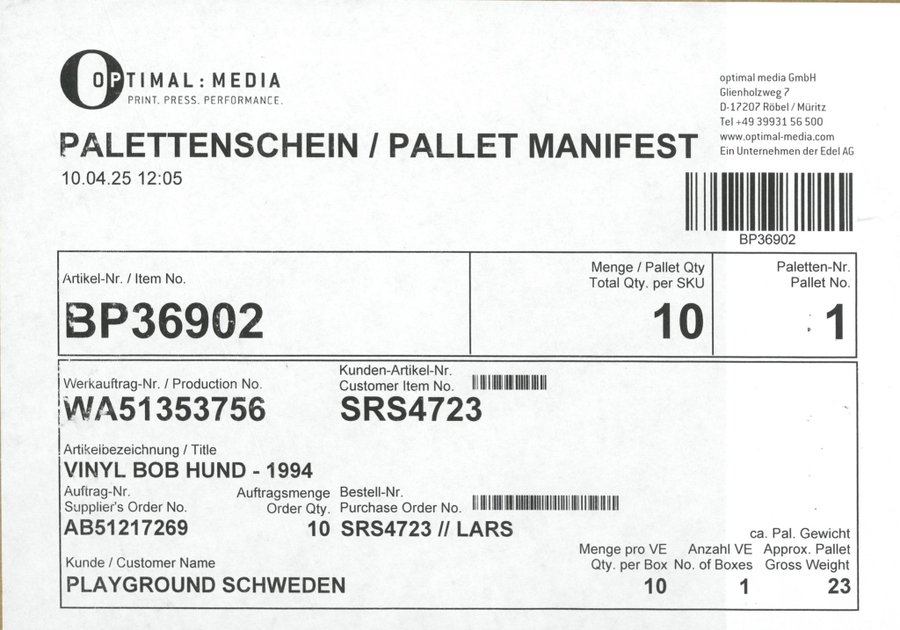 OPTIMAL : MEDIA
PRINT. PRESS. PERFORMANCE.
optimal media GmbH
Glienholzweg 7
D-17207 Röbel / Müritz
Tel +49 39931 56 500
www.optimal-media.com
Ein Unternehmen der Edel AG
PALETTENSCHEIN / PALLET MANIFEST
10.04.25 12:05
BP36902
Artikel-Nr. / Item No.
BP36902
Menge / Pallet Qty
Total Qty. per SKU
10
Paletten-Nr.
Pallet No.
1
Werkauftrag-Nr. / Production No.
WA51353756
Kunden-Artikel-Nr.
Customer Item No.
SRS4723
Artikelbezeichnung / Title
VINYL BOB HUND - 1994
Auftrag-Nr.
Supplier's Order No.
AB51217269
Auftragsmenge
Order Qty.
10
Bestell-Nr.
Purchase Order No.
SRS4723 // LARS
Kunde / Customer Name
PLAYGROUND SCHWEDEN
Menge pro VE
Qty. per Box
10
Anzahl VE
No. of Boxes
1
ca. Pal. Gewicht
Approx. Pallet
Gross Weight
23